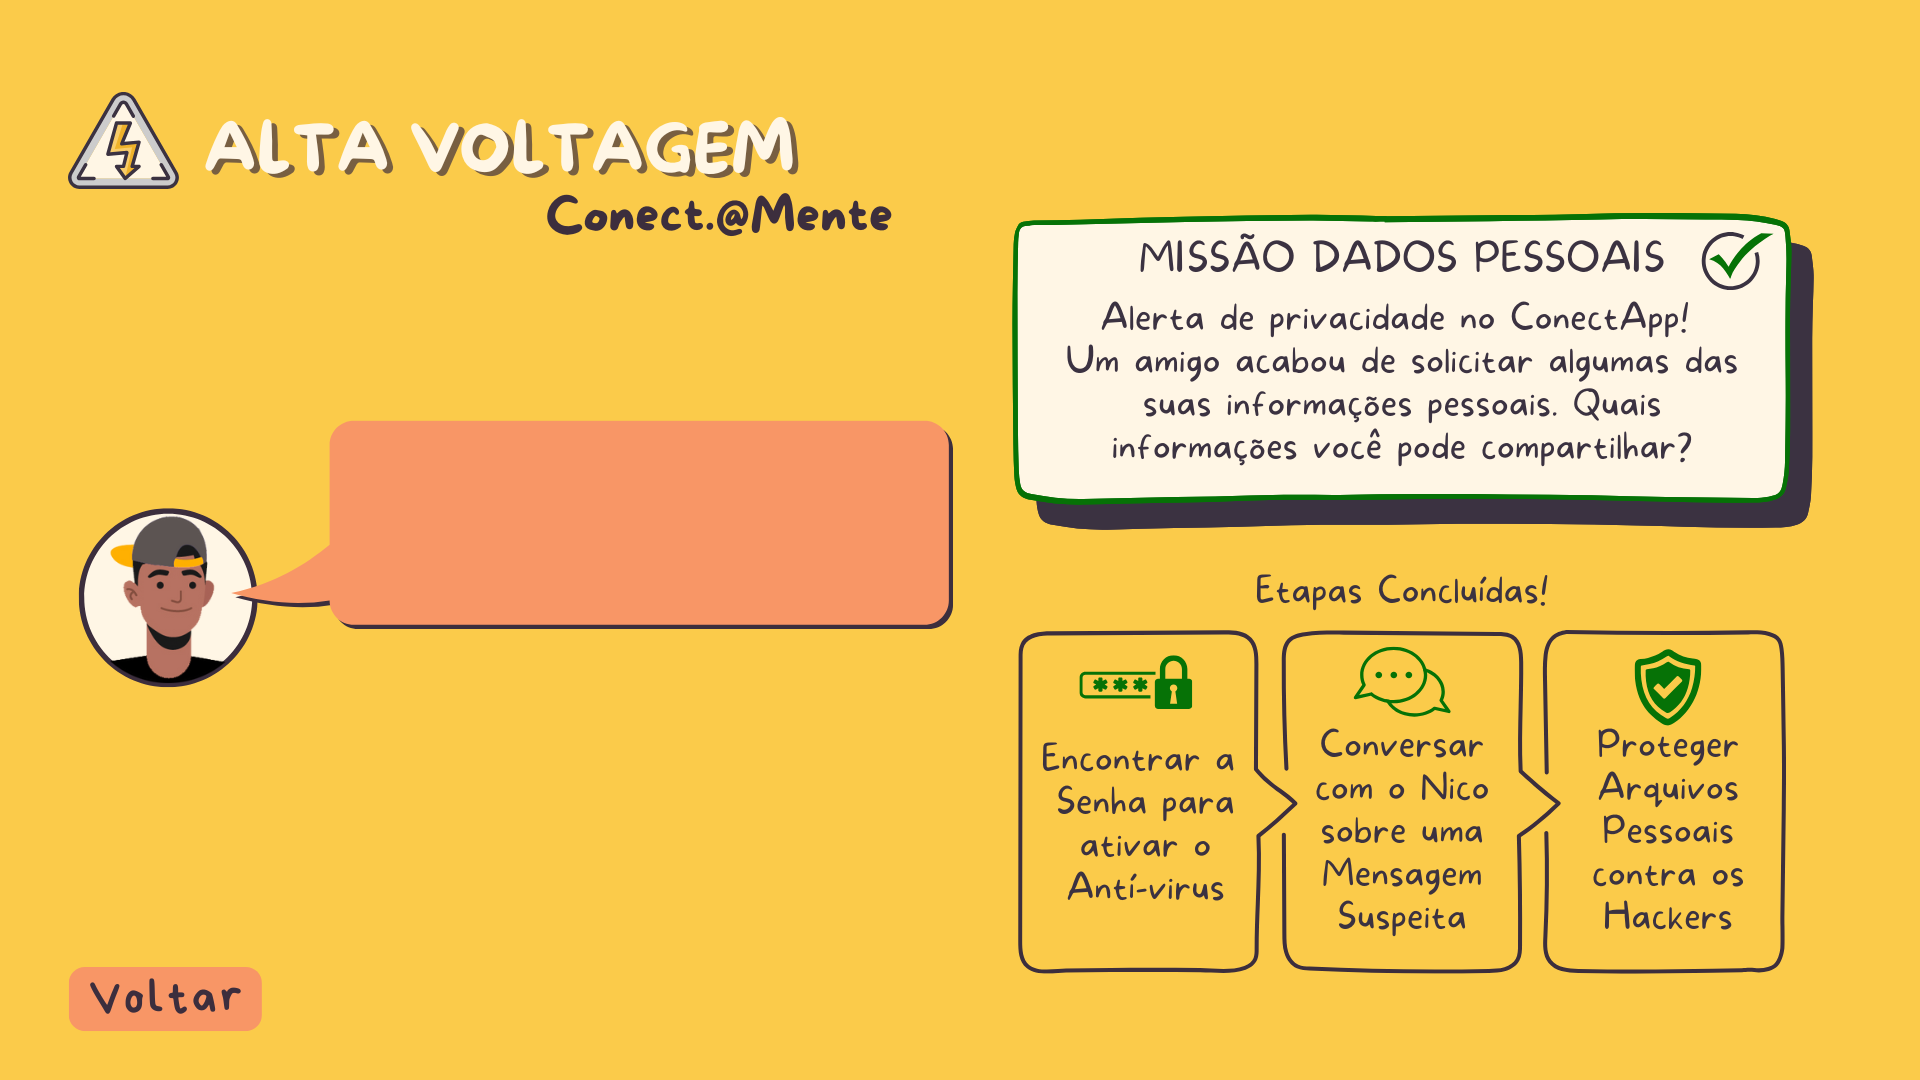 ALTA VOLTAGEM
Conect.@Mente
MISSÃO DADOS PESSOAIS
Alerta de privacidade no ConectApp!
Um amigo acabou de solicitar algumas das
suas informações pessoais. Quais
informações você pode compartilhar?
Etapas Concluídas!
***
Encontrar a
Senha para
ativar o
Antí-virus
Conversar
com o Nico
sobre uma
Mensagem
Suspeita
Proteger
Arquivos
Pessoais
contra os
Hackers
Voltar